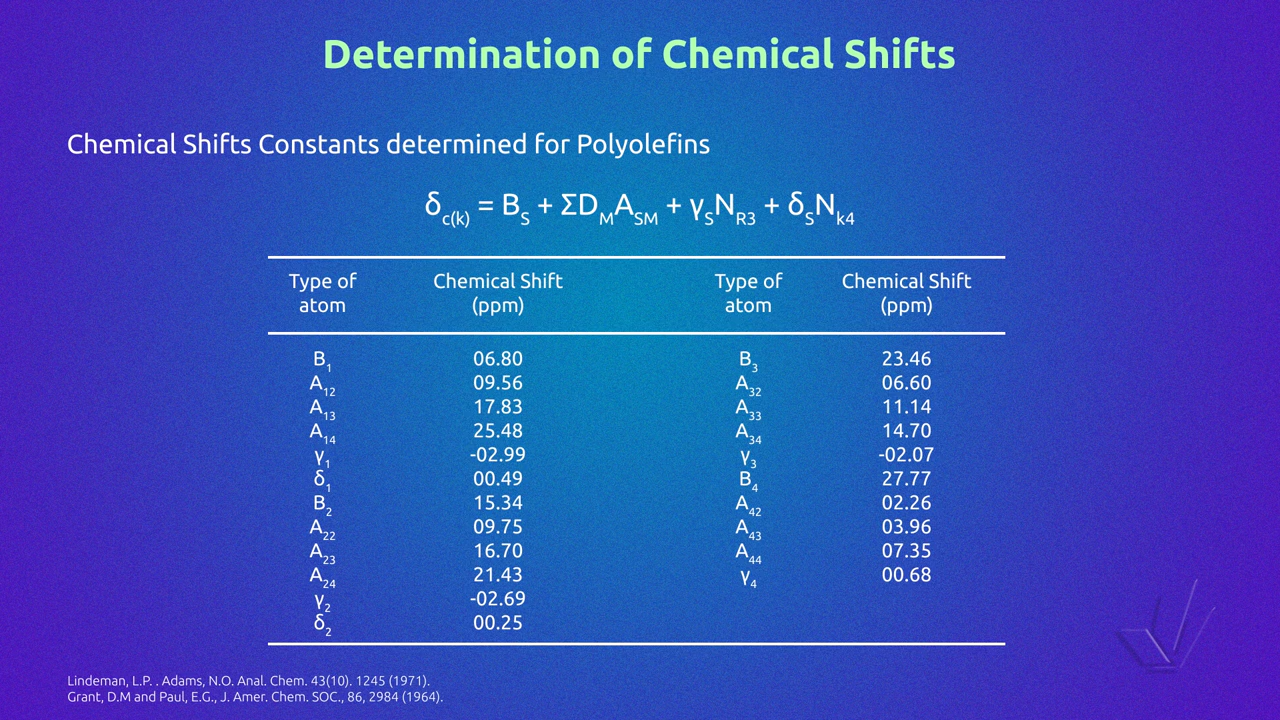 Determination of Chemical Shifts
Chemical Shifts Constants determined for Polyolefins
δc(k) = BS + ΣDMASM + γSNR3 + δSNk4
Type of atom Chemical Shift (ppm) Type of atom Chemical Shift (ppm)
B1 06.80 B3 23.46
A12 09.56 A32 06.60
A13 17.83 A33 11.14
A14 25.48 A34 14.70
γ1 -02.99 γ3 -02.07
δ1 00.49 B4 27.77
B2 15.34 A42 02.26
A22 09.75 A43 03.96
A23 16.70 A44 07.35
A24 21.43 γ4 00.68
γ2 -02.69
δ2 00.25
Lindeman, L.P. . Adams, N.O. Anal. Chem. 43(10). 1245 (1971).
Grant, D.M and Paul, E.G., J. Amer. Chem. SOC., 86, 2984 (1964).